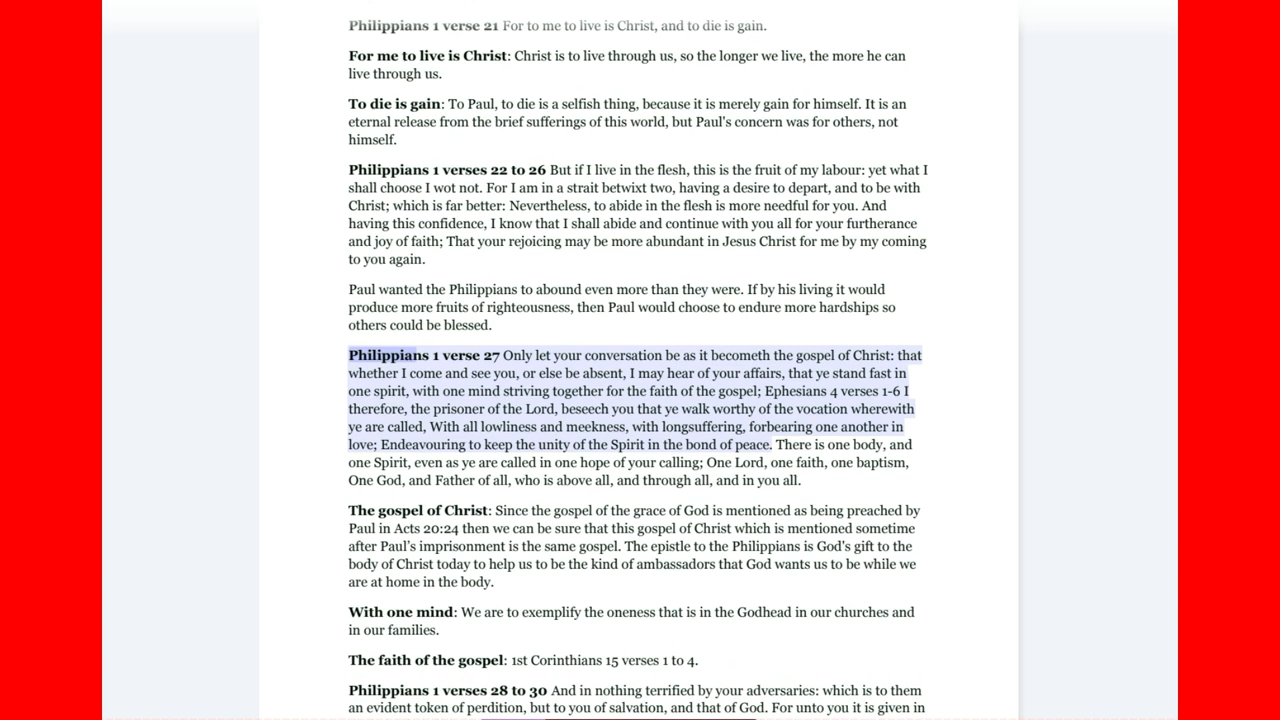 Philippians 1 verse 21 For to me to live is Christ, and to die is gain.
For me to live is Christ: Christ is to live through us, so the longer we live, the more he can
live through us.
To die is gain: To Paul, to die is a selfish thing, because it is merely gain for himself. It is an
eternal release from the brief sufferings of this world, but Paul's concern was for others, not
himself.
Philippians 1 verses 22 to 26 But if I live in the flesh, this is the fruit of my labour: yet what I
shall choose I wot not. For I am in a strait betwixt two, having a desire to depart, and to be with
Christ; which is far better: Nevertheless, to abide in the flesh is more needful for you. And
having this confidence, I know that I shall abide and continue with you all for your furtherance
and joy of faith; That your rejoicing may be more abundant in Jesus Christ for me by my coming
to you again.
Paul wanted the Philippians to abound even more than they were. If by his living it would
produce more fruits of righteousness, then Paul would choose to endure more hardships so
others could be blessed.
Philippians 1 verse 27 Only let your conversation be as it becometh the gospel of Christ: that
whether I come and see you, or else be absent, I may hear of your affairs, that ye stand fast in
one spirit, with one mind striving together for the faith of the gospel; Ephesians 4 verses 1-6 I
therefore, the prisoner of the Lord, beseech you that ye walk worthy of the vocation wherewith
ye are called, With all lowliness and meekness, with longsuffering, forbearing one another in
love; Endeavouring to keep the unity of the Spirit in the bond of peace. There is one body, and
one Spirit, even as ye are called in one hope of your calling; One Lord, one faith, one baptism,
One God, and Father of all, who is above all, and through all, and in you all.
The gospel of Christ: Since the gospel of the grace of God is mentioned as being preached by
Paul in Acts 20:24 then we can be sure that this gospel of Christ which is mentioned sometime
after Paul’s imprisonment is the same gospel. The epistle to the Philippians is God's gift to the
body of Christ today to help us to be the kind of ambassadors that God wants us to be while we
are at home in the body.
With one mind: We are to exemplify the oneness that is in the Godhead in our churches and
in our families.
The faith of the gospel: 1st Corinthians 15 verses 1 to 4.
Philippians 1 verses 28 to 30 And in nothing terrified by your adversaries: which is to them
an evident token of perdition, but to you of salvation, and that of God. For unto you it is given in